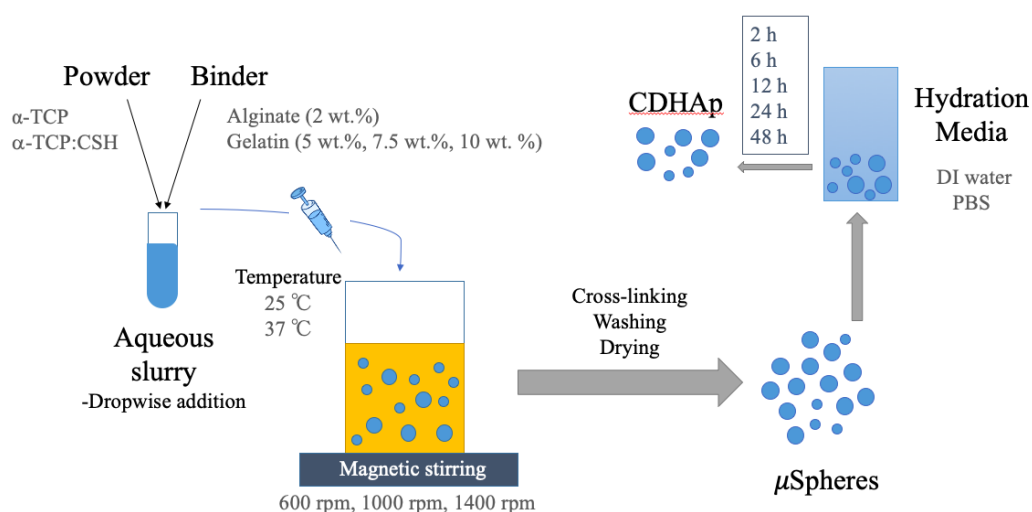 Powder
Binder
α-TCP
α-TCP:CSH
Alginate (2 wt.%)
Gelatin (5 wt.%, 7.5 wt.%, 10 wt. %)
Aqueous
slurry
-Dropwise addition
Temperature
25 ℃
37 ℃
Magnetic stirring
600 rpm, 1000 rpm, 1400 rpm
Cross-linking
Washing
Drying
μSpheres
Hydration
Media
DI water
PBS
2 h
6 h
12 h
24 h
48 h
CDHAp